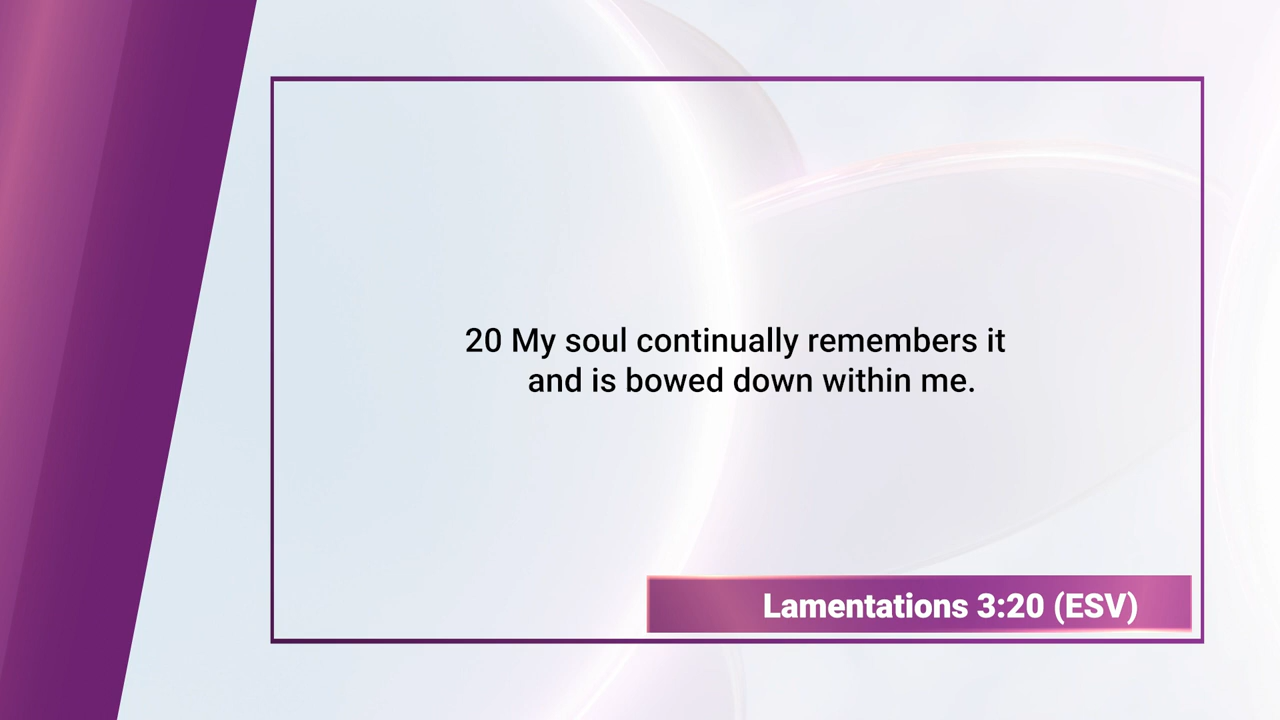 20 My soul continually remembers it
and is bowed down within me.
Lamentations 3:20 (ESV)